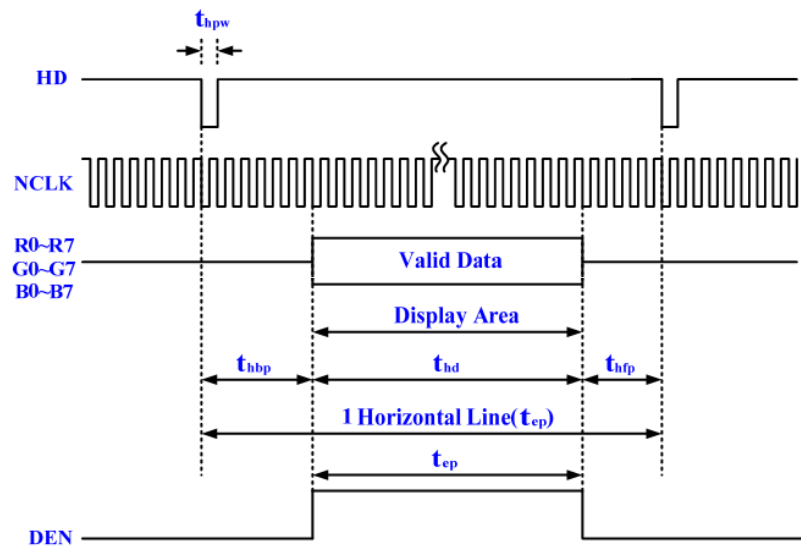 thpw
HD
NCLK
R0~R7
G0~G7
B0~B7
Valid Data
Display Area
thbp
thd
thfp
1 Horizontal Line(tep)
tep
DEN